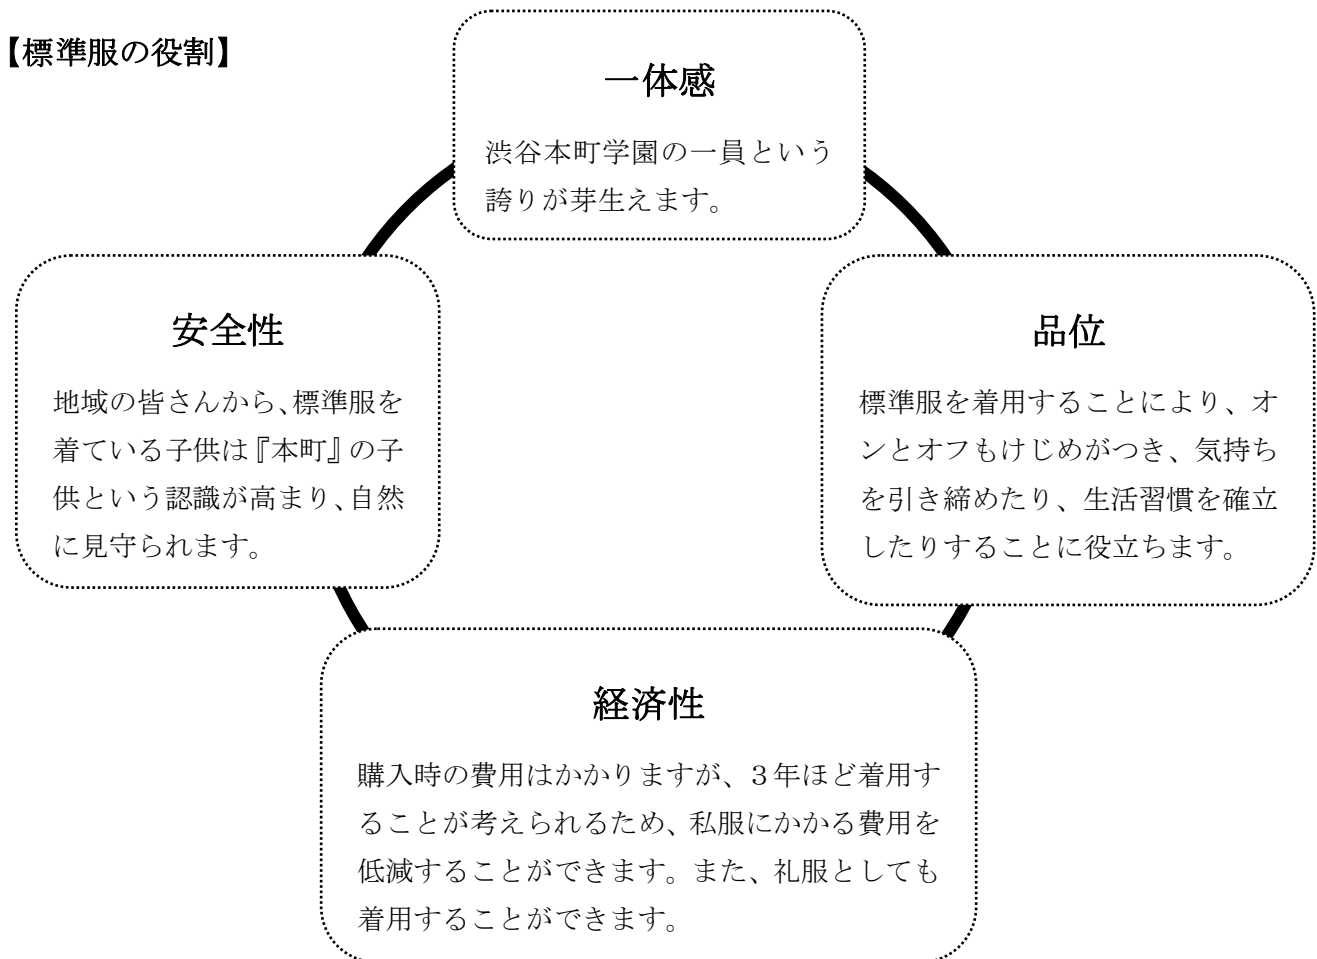 【標準服の役割】
一体感
渋谷本町学園の一員という
誇りが芽生えます。
安全性
地域の皆さんから、標準服を
着ている子供は『本町』の子
供という認識が高まり、自然
に見守られます。
品位
標準服を着用することにより、オ
ンとオフもけじめがつき、気持ち
を引き締めたり、生活習慣を確立
したりすることに役立ちます。
経済性
購入時の費用はかかりますが、３年ほど着用す
ることが考えられるため、私服にかかる費用を
低減することができます。また、礼服としても
着用することができます。